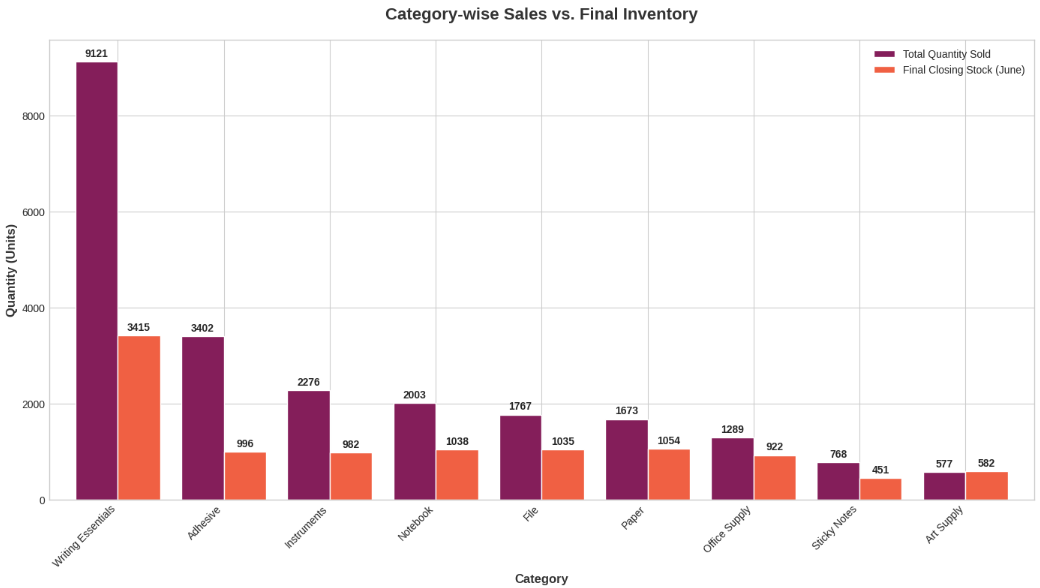 Category-wise Sales vs. Final Inventory
Total Quantity Sold
Final Closing Stock (June)
Quantity (Units)
8000
6000
4000
2000
0
9121
3415
3402
996
2276
982
2003
1038
1767
1035
1673
1054
1289
922
768
451
577
582
Writing Essentials
Adhesive
Instruments
Notebook
File
Paper
Office Supply
Sticky Notes
Art Supply
Category